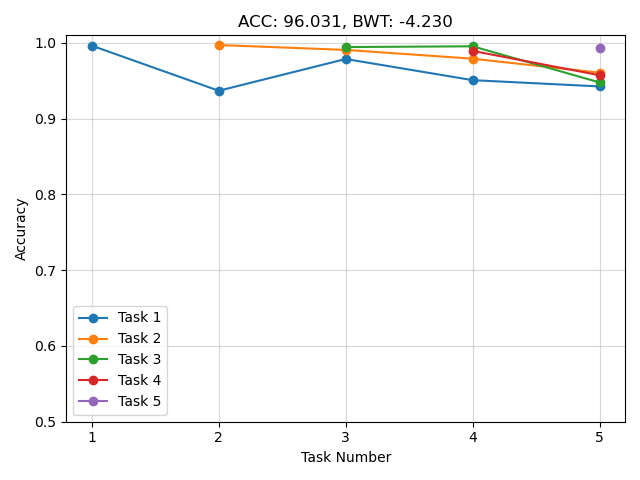 ACC: 96.031, BWT: -4.230
1.0
0.9
0.8
0.7
0.6
0.5
Accuracy
Task 1
Task 2
Task 3
Task 4
Task 5
1 2 3 4 5
Task Number